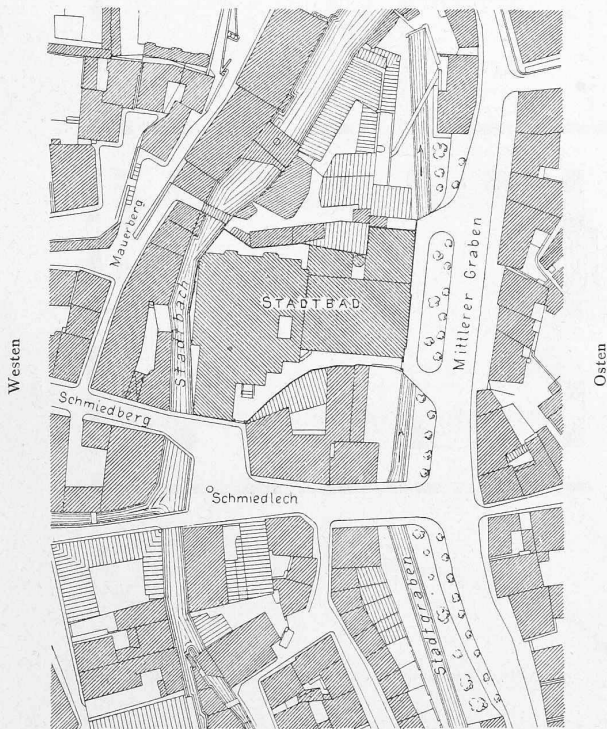 Mauerberg
Stadtbach
STADTBAD
Mittlerer Graben
Westen
Osten
Schmiedberg
Schmiedlech
Stadtgraben